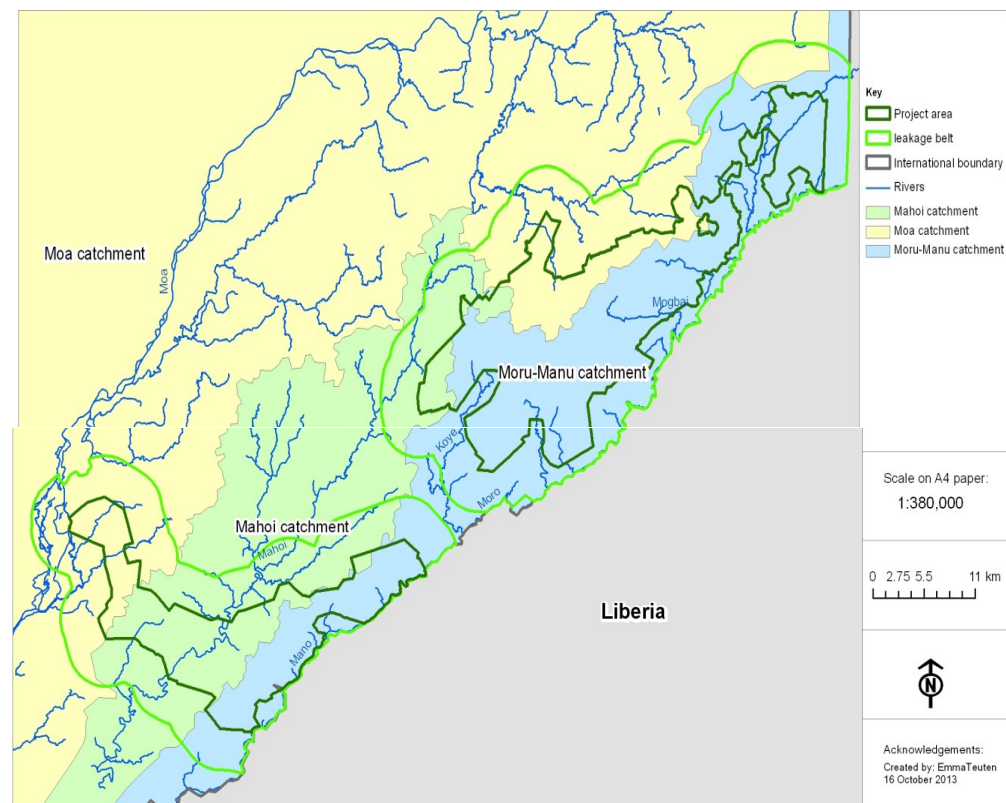 Moa catchment
Moa
Mogbai
Moru-Manu catchment
Koye
Moro
Mahoi catchment
Mahoi
Mano
Liberia
Key
Project area
leakage belt
International boundary
Rivers
Mahoi catchment
Moa catchment
Moru-Manu catchment
Scale on A4 paper:
1:380,000
0 2.75 5.5 11 km
N
Acknowledgements:
Created by: EmmaTeuten
16 October 2013